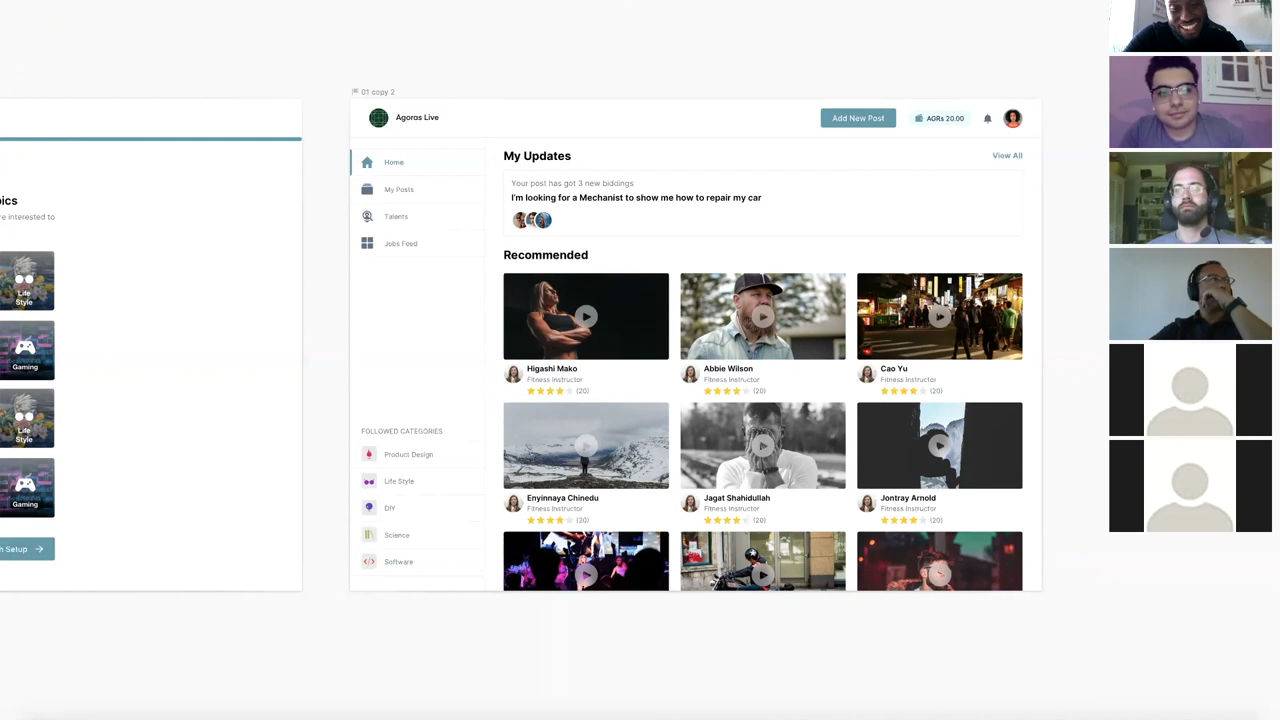 pics
re interested to
Life
Style
Gaming
Life
Style
Gaming
h Setup
01 copy 2
Agoras Live
Add New Post
AGRs 20.00
Home
My Posts
Talents
Jobs Feed
FOLLOWED CATEGORIES
Product Design
Life Style
DIY
Science
Software
My Updates
View All
Your post has got 3 new biddings
I'm looking for a Mechanist to show me how to repair my car
Recommended
Higashi Mako
Fitness Instructor
(20)
Abbie Wilson
Fitness Instructor
(20)
Cao Yu
Fitness Instructor
(20)
Enyinnaya Chinedu
Fitness Instructor
(20)
Jagat Shahidullah
Fitness Instructor
(20)
Jontray Arnold
Fitness Instructor
(20)